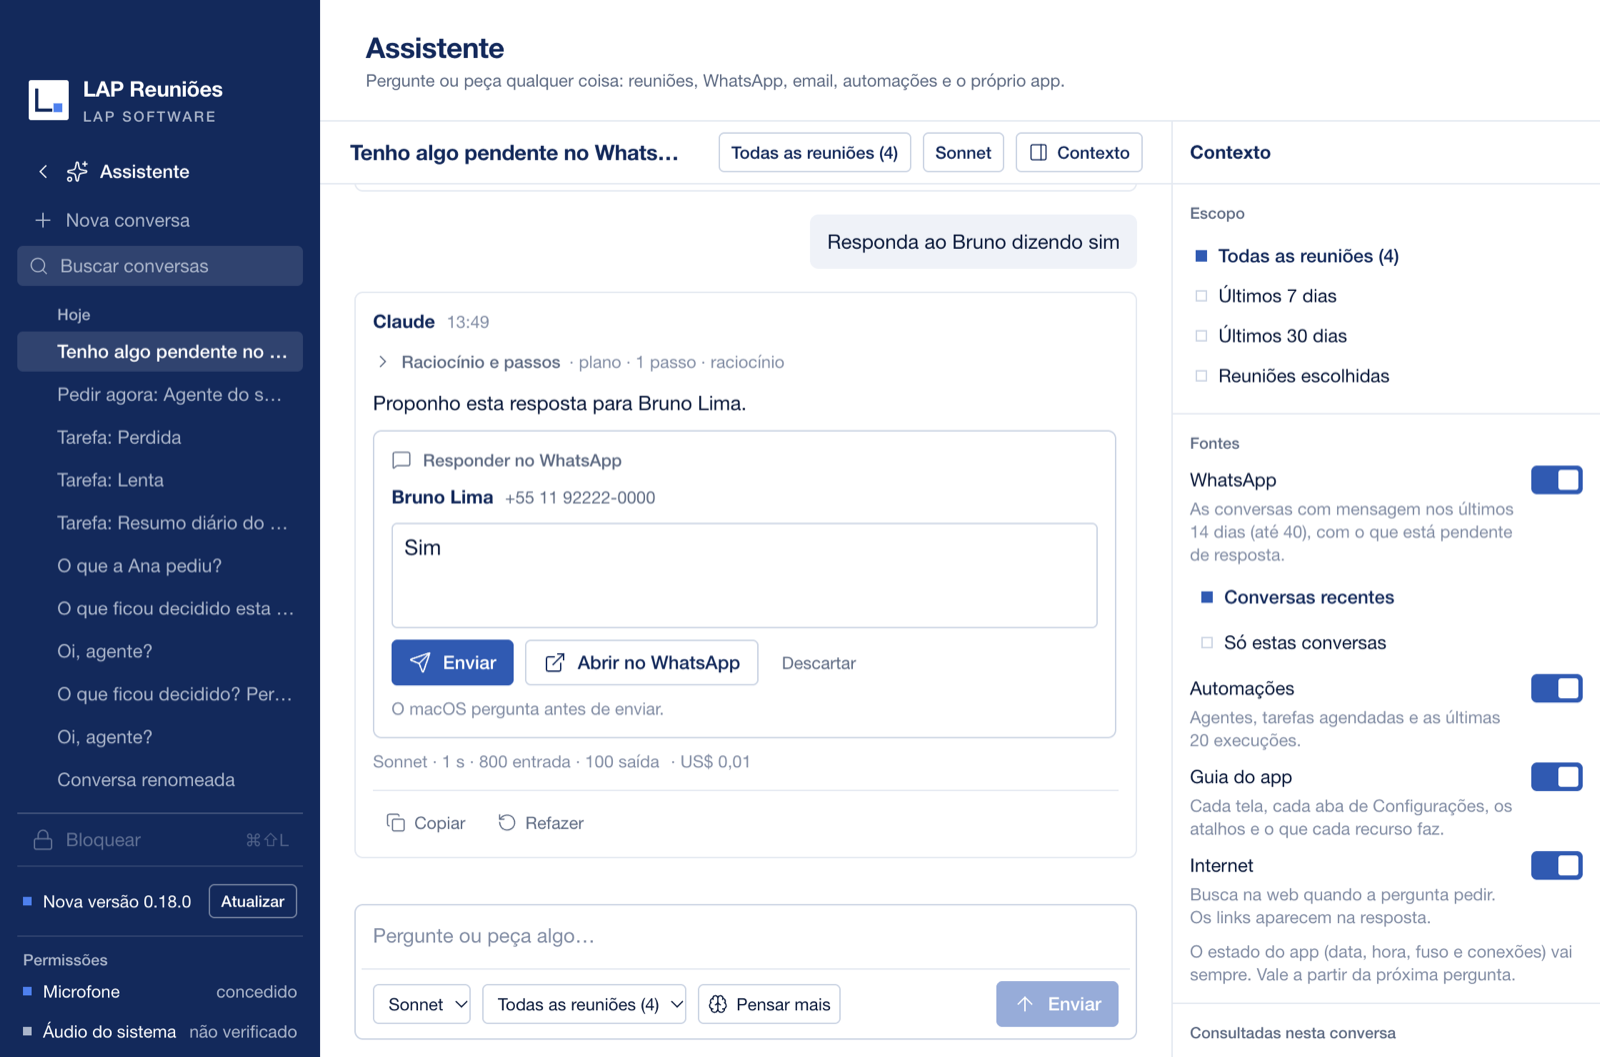 LAP Reuniões
LAP SOFTWARE
Assistente
Nova conversa
Buscar conversas
Hoje
Tenho algo pendente no ...
Pedir agora: Agente do s...
Tarefa: Perdida
Tarefa: Lenta
Tarefa: Resumo diário do ...
O que a Ana pediu?
O que ficou decidido esta ...
Oi, agente?
O que ficou decidido? Per...
Oi, agente?
Conversa renomeada
Bloquear ⌘⇧L
Nova versão 0.18.0 Atualizar
Permissões
Microfone concedido
Áudio do sistema não verificado
Assistente
Pergunte ou peça qualquer coisa: reuniões, WhatsApp, email, automações e o próprio app.
Tenho algo pendente no Whats... Todas as reuniões (4) Sonnet Contexto
Responda ao Bruno dizendo sim
Claude 13:49
Raciocínio e passos · plano · 1 passo · raciocínio
Proponho esta resposta para Bruno Lima.
Responder no WhatsApp
Bruno Lima +55 11 92222-0000
Sim
Enviar Abrir no WhatsApp Descartar
O macOS pergunta antes de enviar.
Sonnet · 1 s · 800 entrada · 100 saída · US$ 0,01
Copiar Refazer
Pergunte ou peça algo...
Sonnet Todas as reuniões (4) Pensar mais Enviar
Contexto
Escopo
Todas as reuniões (4)
Últimos 7 dias
Últimos 30 dias
Reuniões escolhidas
Fontes
WhatsApp
As conversas com mensagem nos últimos
14 dias (até 40), com o que está pendente
de resposta.
Conversas recentes
Só estas conversas
Automações
Agentes, tarefas agendadas e as últimas
20 execuções.
Guia do app
Cada tela, cada aba de Configurações, os
atalhos e o que cada recurso faz.
Internet
Busca na web quando a pergunta pedir.
Os links aparecem na resposta.
O estado do app (data, hora, fuso e conexões) vai
sempre. Vale a partir da próxima pergunta.
Consultadas nesta conversa